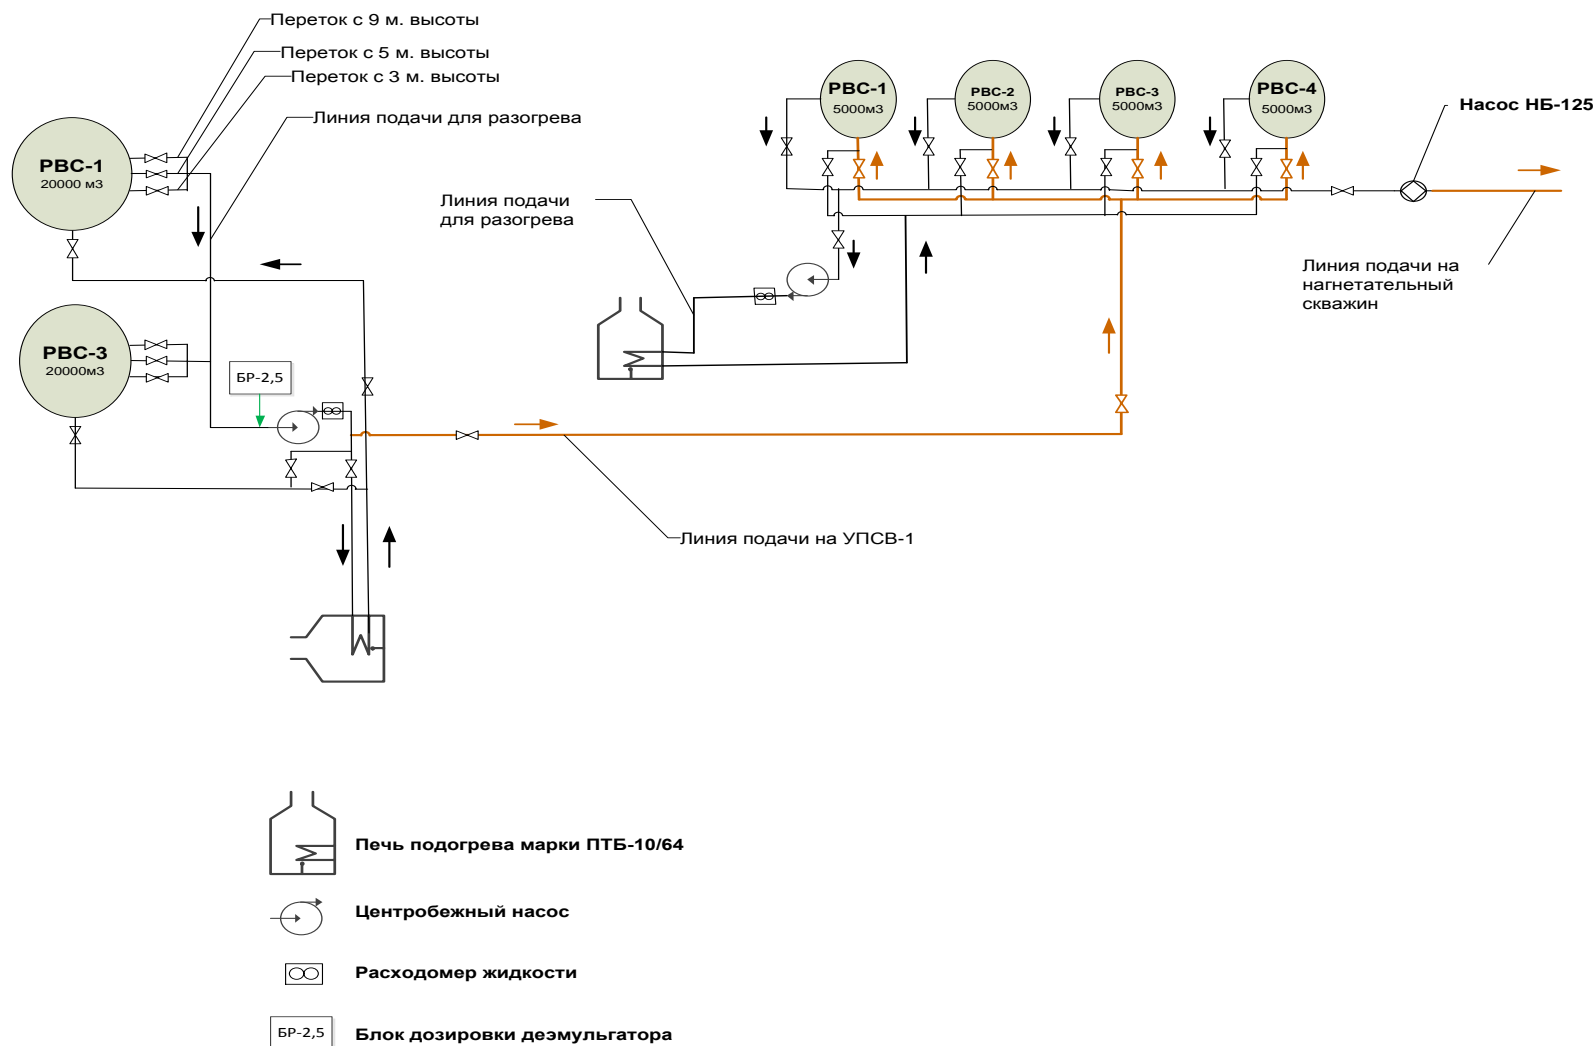 Переток с 9 м. высоты
Переток с 5 м. высоты
Переток с 3 м. высоты
Линия подачи для разогрева
РВС-1
20000 м3
РВС-3
20000м3
БР-2,5
Линия подачи
для разогрева
РВС-1
5000м3
РВС-2
5000м3
РВС-3
5000м3
РВС-4
5000м3
Насос НБ-125
Линия подачи на
нагнетательный
скважин
Линия подачи на УПСВ-1
Печь подогрева марки ПТБ-10/64
Центробежный насос
Расходомер жидкости
БР-2,5
Блок дозировки деэмульгатора